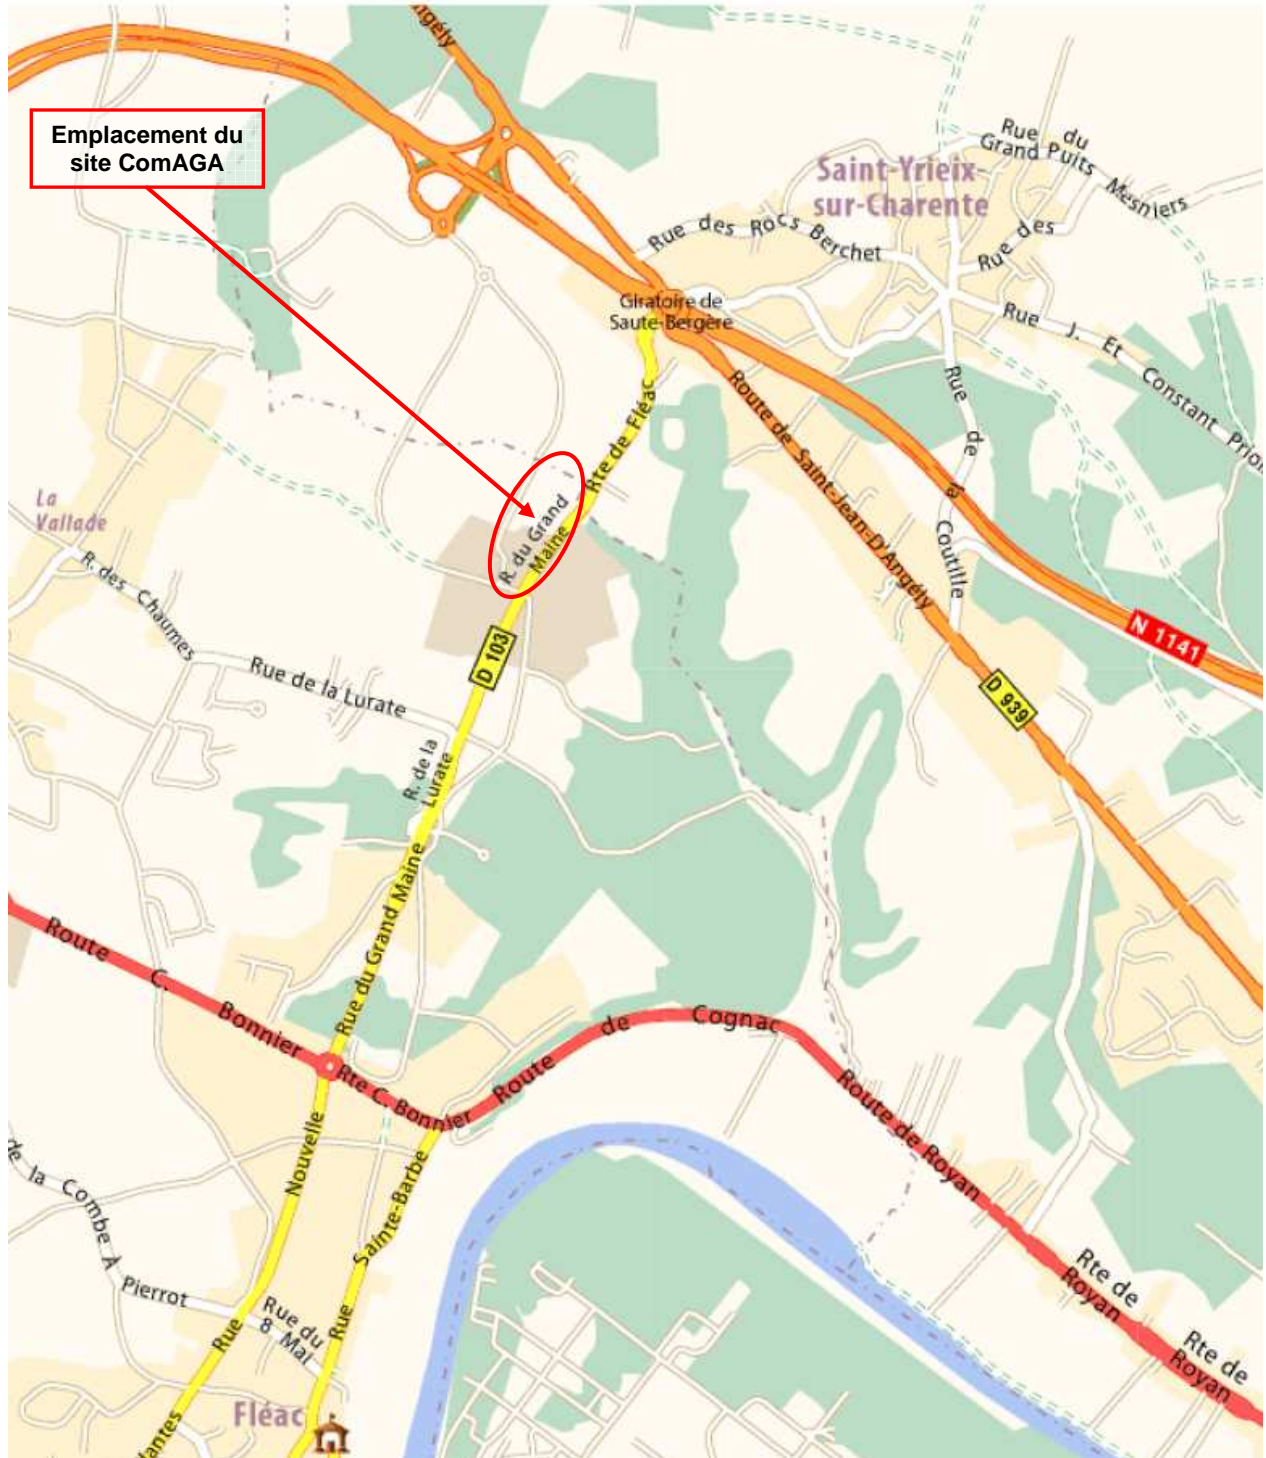 Angély
Emplacement du
site ComAGA
Rue du
Grand Puits
Mesniers
Saint-Yrieix-
sur-Charente
Rue des Rocs Berchet
Rue des
Giratoire de
Saute-Bergère
Rue J. Et Constant Prior
Rte de Fléac
Route de Saint-Jean-D'Angély
Rue de la Coutille
La
Vallade
R. du Grand
Maine
R. des Chaumes
N 1141
D 103
Rue de la Lurate
D 939
R. de la
Lurate
Rue du Grand Maine
Route C. Bonnier
Rte C. Bonnier
Route de Cognac
Route de Royan
Nouvelle
Rue
Sainte-Barbe
Rue
de la Combe À Pierrot
Rue du
8 Mai
Rte de
Royan
Rte de
Royan
Fléac
lantes